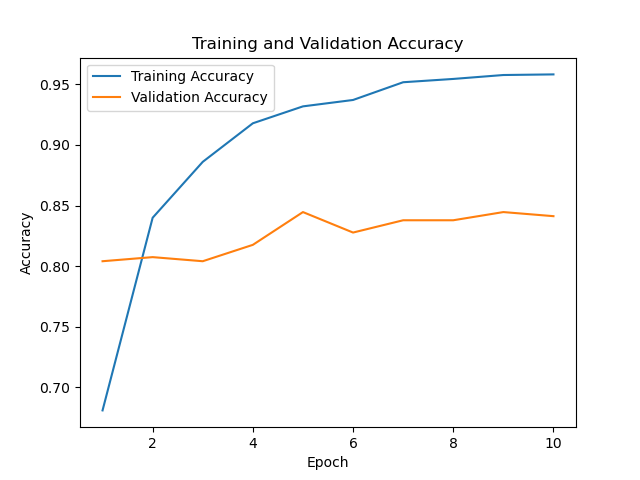 Training and Validation Accuracy
Training Accuracy
Validation Accuracy
0.95
0.90
0.85
0.80
0.75
0.70
Accuracy
2 4 6 8 10
Epoch